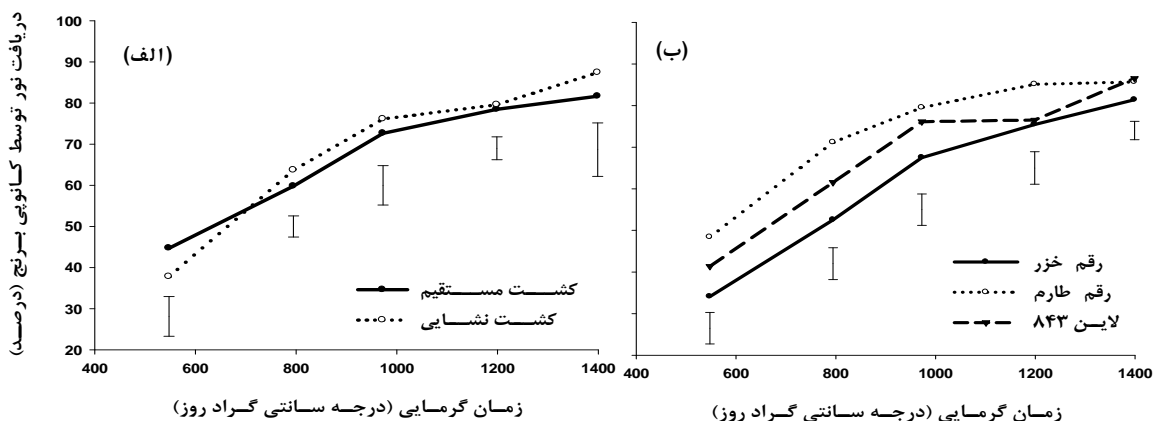 دریافت نور توسط کانوپی برنج (درصد)
100
90
80
70
60
50
40
30
20
(الف)
کشت مستقیم
کشت نشایی
400 600 800 1000 1200 1400
زمان گرمایی (درجه سانتی گراد روز)
(ب)
رقم خزر
رقم طارم
لاین ۸۴۳
400 600 800 1000 1200 1400
زمان گرمایی (درجه سانتی گراد روز)